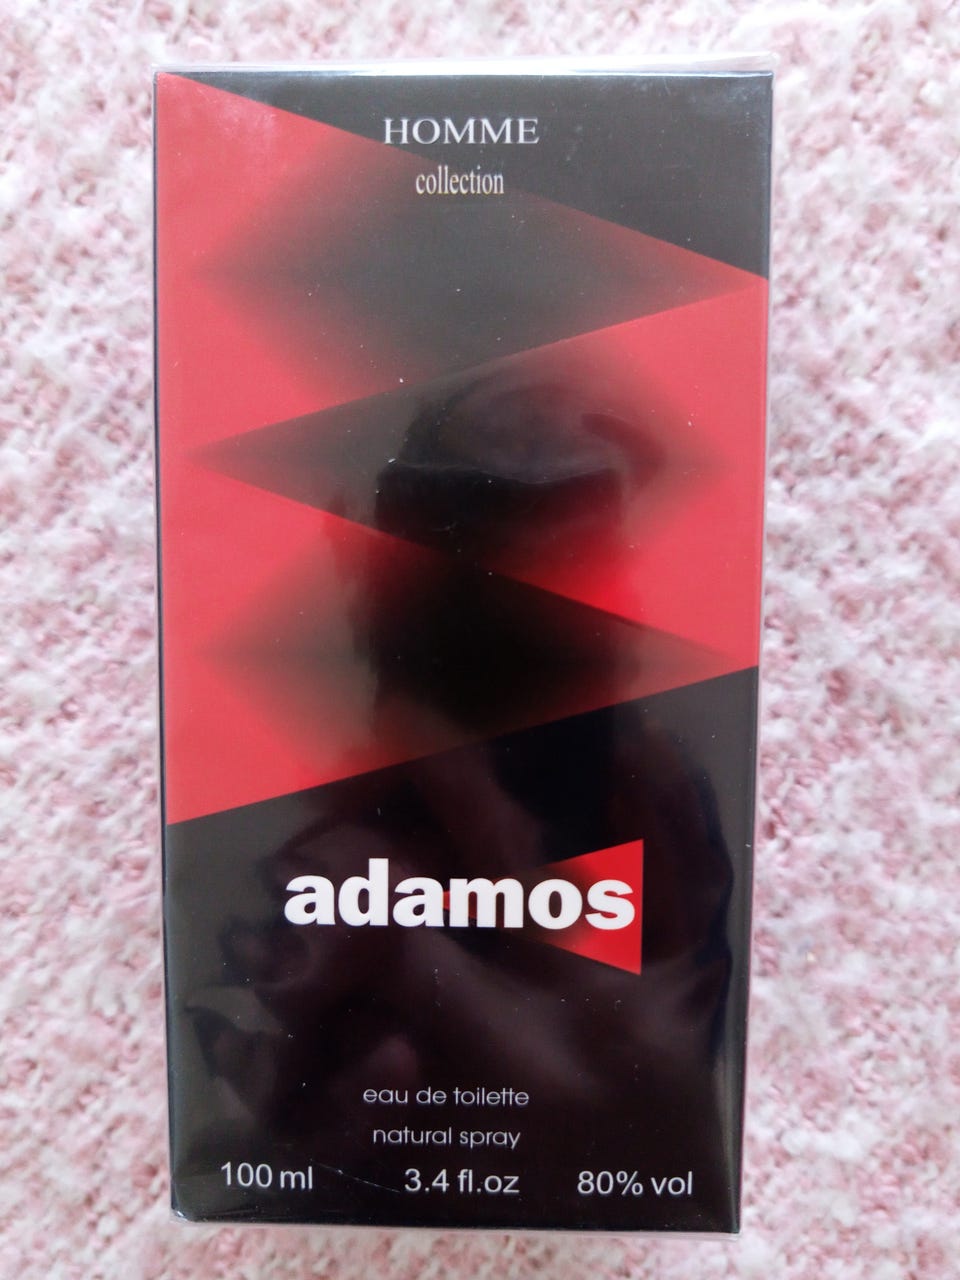 HOMME
collection
adamos
eau de toilette
natural spray
100 ml 3.4 fl.oz 80% vol